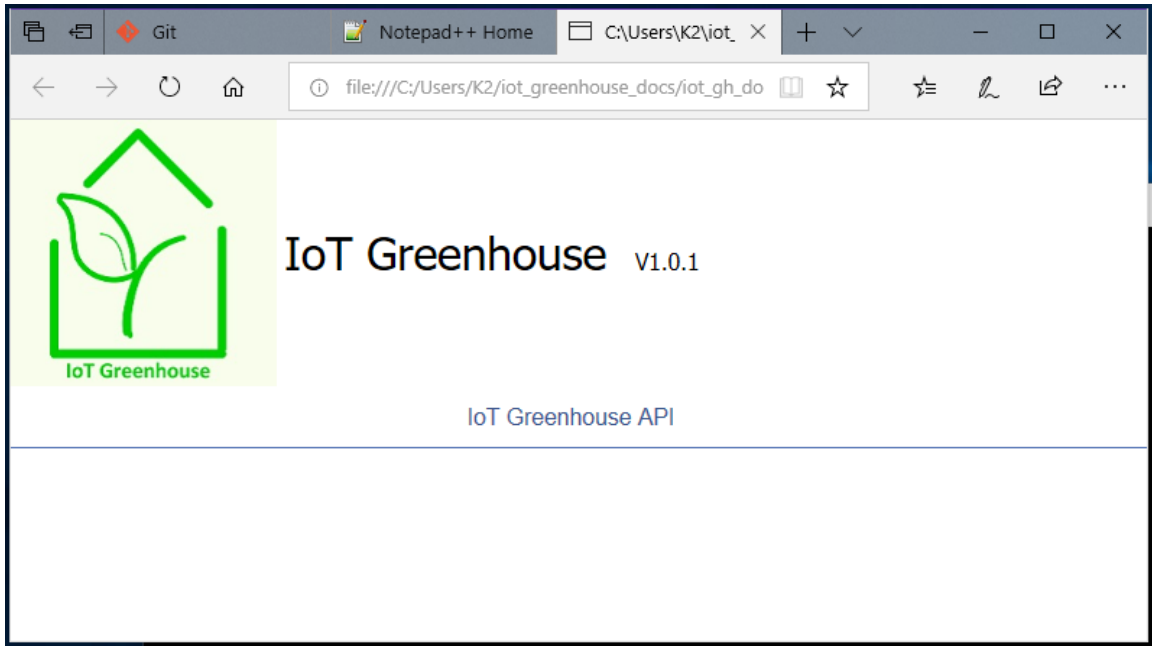 Git
Notepad++ Home
C:\Users\K2\iot_
file:///C:/Users/K2/iot_greenhouse_docs/iot_gh_do
IoT Greenhouse V1.0.1
IoT Greenhouse
IoT Greenhouse API